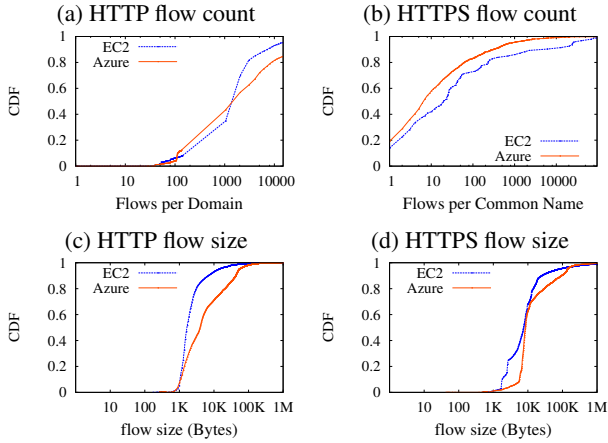 (a) HTTP flow count
(b) HTTPS flow count
CDF
1
0.8
0.6
0.4
0.2
0
EC2
Azure
1 10 100 1000 10000
Flows per Domain
CDF
1
0.8
0.6
0.4
0.2
0
EC2
Azure
1 10 100 1000 10000
Flows per Common Name
(c) HTTP flow size
(d) HTTPS flow size
CDF
1
0.8
0.6
0.4
0.2
0
EC2
Azure
10 100 1K 10K 100K 1M
flow size (Bytes)
CDF
1
0.8
0.6
0.4
0.2
0
EC2
Azure
10 100 1K 10K 100K 1M
flow size (Bytes)